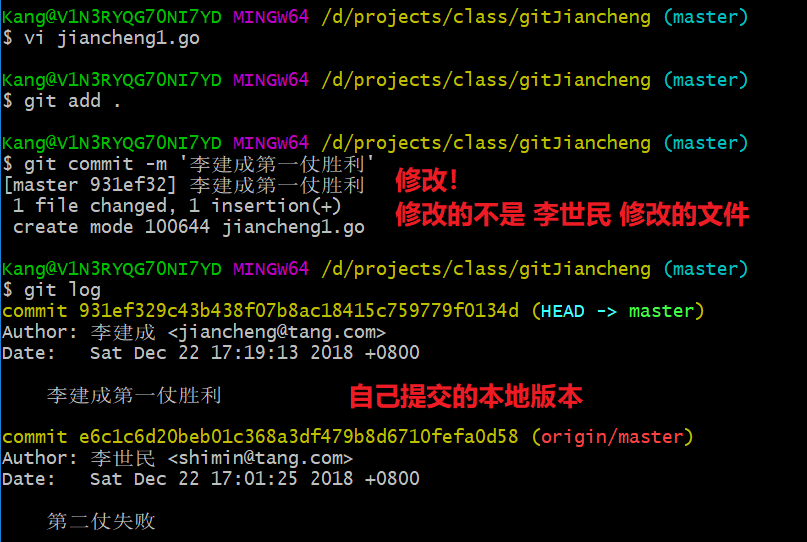 Kang@V1N3RYQG70NI7YD MINGW64 /d/projects/class/gitJiancheng (master)
$ vi jiancheng1.go
Kang@V1N3RYQG70NI7YD MINGW64 /d/projects/class/gitJiancheng (master)
$ git add .
Kang@V1N3RYQG70NI7YD MINGW64 /d/projects/class/gitJiancheng (master)
$ git commit -m '李建成第一仗胜利'
[master 931ef32] 李建成第一仗胜利
修改!
1 file changed, 1 insertion(+)
修改的不是 李世民 修改的文件
create mode 100644 jiancheng1.go
Kang@V1N3RYQG70NI7YD MINGW64 /d/projects/class/gitJiancheng (master)
$ git log
commit 931ef329c43b438f07b8ac18415c759779f0134d (HEAD -> master)
Author: 李建成 <jiancheng@tang.com>
Date:   Sat Dec 22 17:19:13 2018 +0800
李建成第一仗胜利
自己提交的本地版本
commit e6c1c6d20beb01c368a3df479b8d6710fefa0d58 (origin/master)
Author: 李世民 <shimin@tang.com>
Date:   Sat Dec 22 17:01:25 2018 +0800
第二仗失败